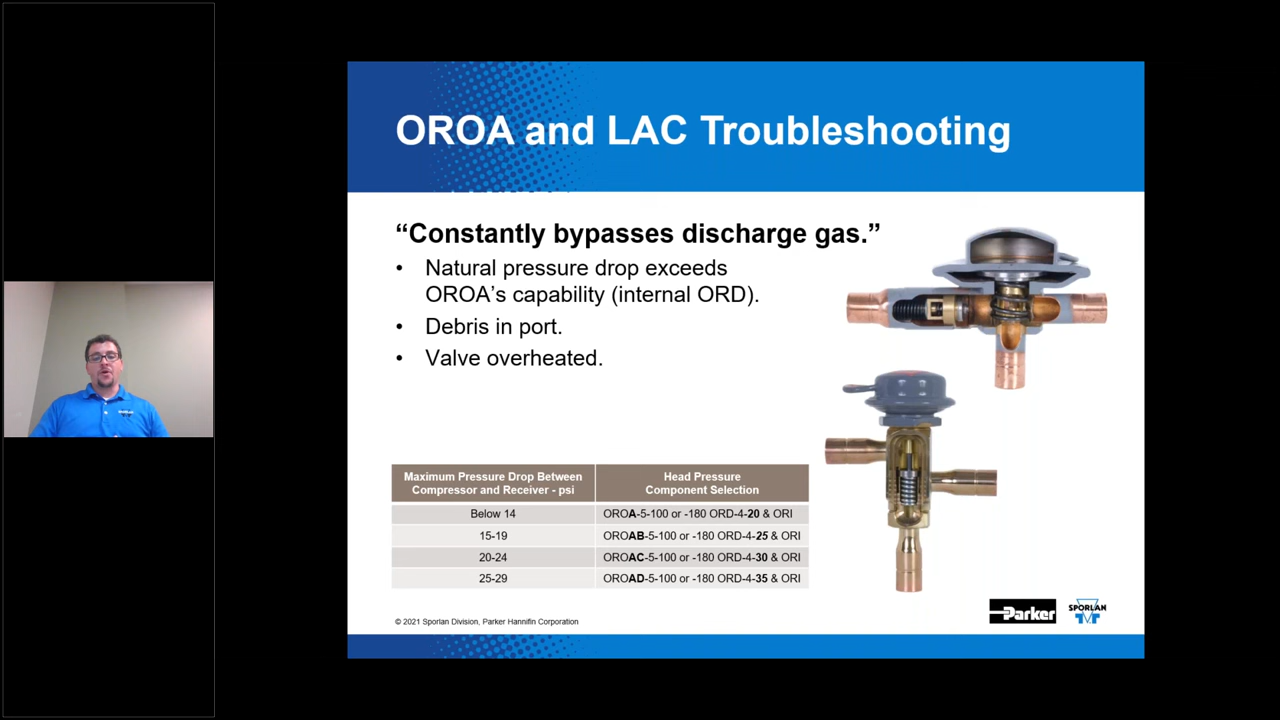 OROA and LAC Troubleshooting
“Constantly bypasses discharge gas.”
• Natural pressure drop exceeds
OROA’s capability (internal ORD).
• Debris in port.
• Valve overheated.
Maximum Pressure Drop Between
Compressor and Receiver - psi
Head Pressure
Component Selection
Below 14
OROA-5-100 or -180 ORD-4-20 & ORI
15-19
OROAB-5-100 or -180 ORD-4-25 & ORI
20-24
OROAC-5-100 or -180 ORD-4-30 & ORI
25-29
OROAD-5-100 or -180 ORD-4-35 & ORI
© 2021 Sporlan Division, Parker Hannifin Corporation
Parker
SPORLAN